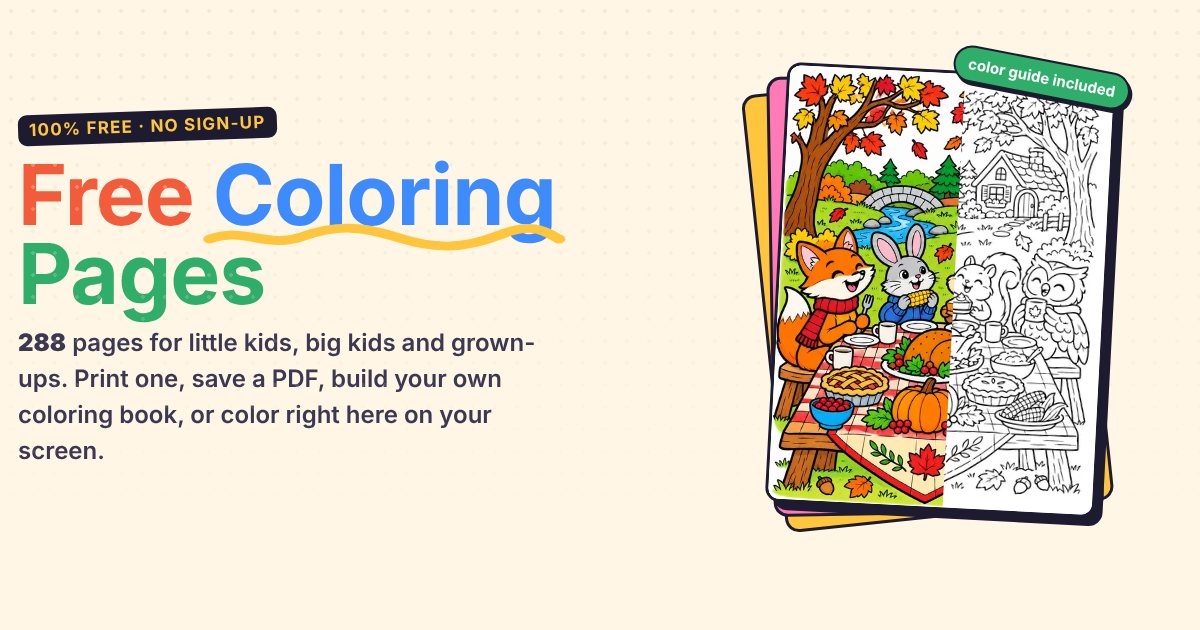 100% FREE · NO SIGN-UP
Free Coloring
Pages
288 pages for little kids, big kids and grown-
ups. Print one, save a PDF, build your own
coloring book, or color right here on your
screen.
color guide included